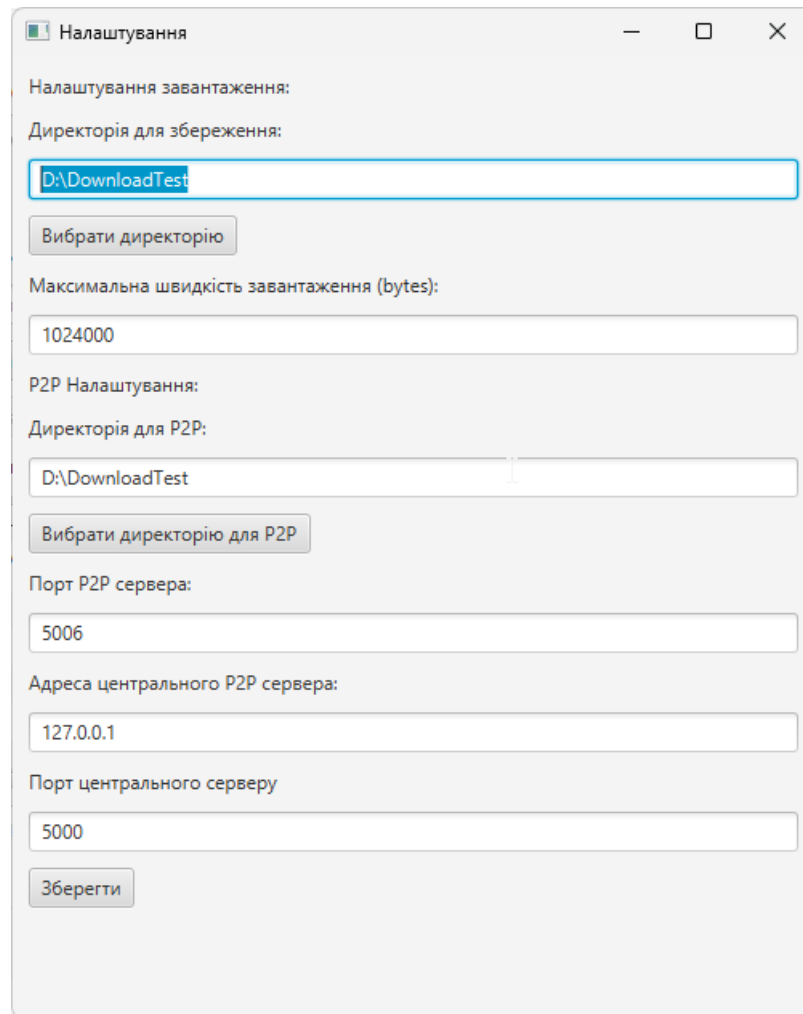 Налаштування
Налаштування завантаження:
Директорія для збереження:
D:\DownloadTest
Вибрати директорію
Максимальна швидкість завантаження (bytes):
1024000
P2P Налаштування:
Директорія для P2P:
D:\DownloadTest
Вибрати директорію для P2P
Порт P2P сервера:
5006
Адреса центрального P2P сервера:
127.0.0.1
Порт центрального серверу
5000
Зберегти